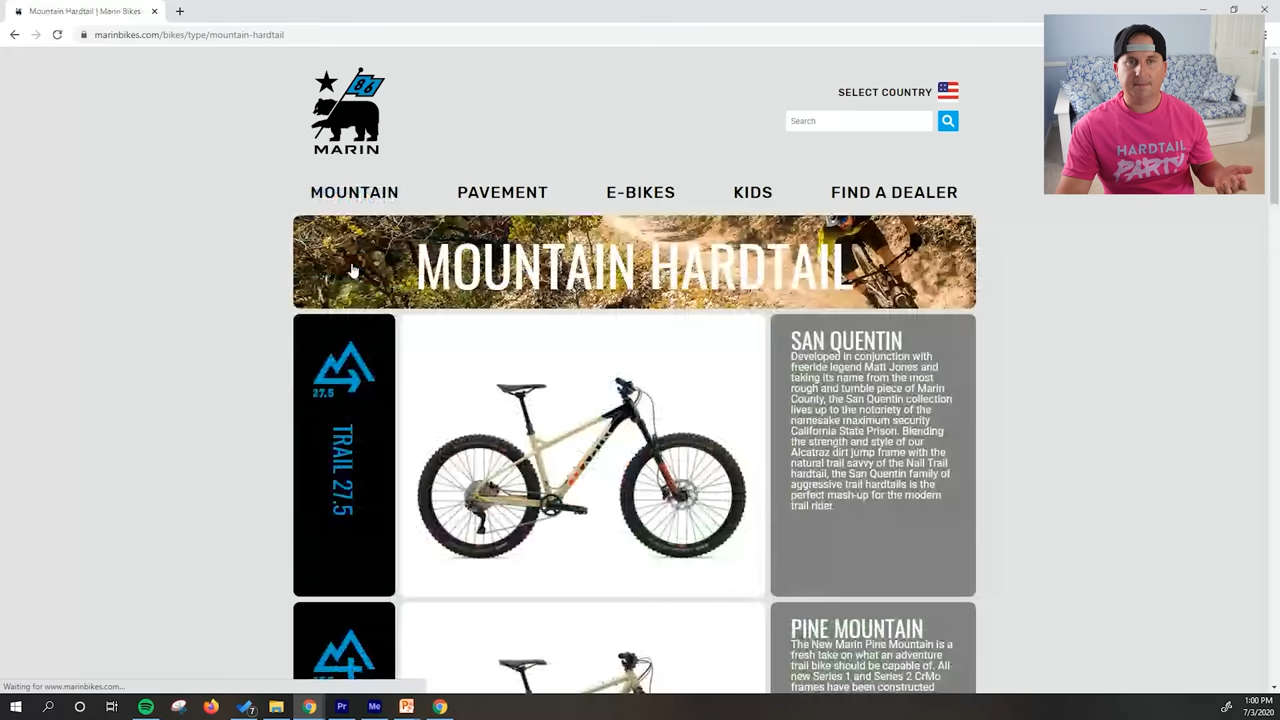 Mountain Hardtail | Marin Bikes
marinbikes.com/bikes/type/mountain-hardtail
86
MARIN
SELECT COUNTRY
Search
MOUNTAIN PAVEMENT E-BIKES KIDS FIND A DEALER
MOUNTAIN HARDTAIL
27.5
TRAIL 27.5
SAN QUENTIN
Developed in conjunction with
freeride legend Matt Jones and
taking its name from the most
rough and tumble piece of Marin
County, the San Quentin collection
lives up to the notoriety of the
namesake maximum security
California State Prison. Blending
the strength and style of our
Alcatraz dirt jump frame with the
natural trail savvy of the Nail Trail
hardtail, the San Quentin family of
aggressive trail hardtails is the
perfect mash-up for the modern
trail rider.
PINE MOUNTAIN
The New Marin Pine Mountain is a
fresh take on what an adventure
trail bike should be capable of. All-
new Series 1 and Series 2 CrMo
frames have been constructed
HARDTAIL
PARTY
Waiting for www.marinbikes.com...
7
Pr
Me
1:00 PM
7/3/2020